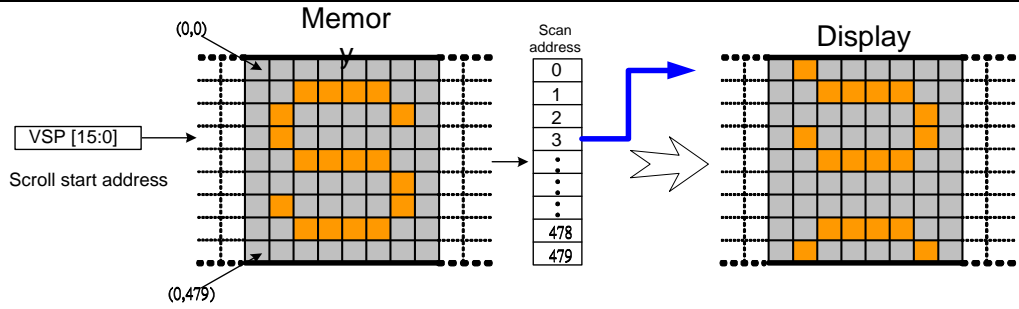 (0,0)
Memor
y
Scan
address
Display
0
1
2
VSP [15:0]
3
Scroll start address
478
479
(0,479)